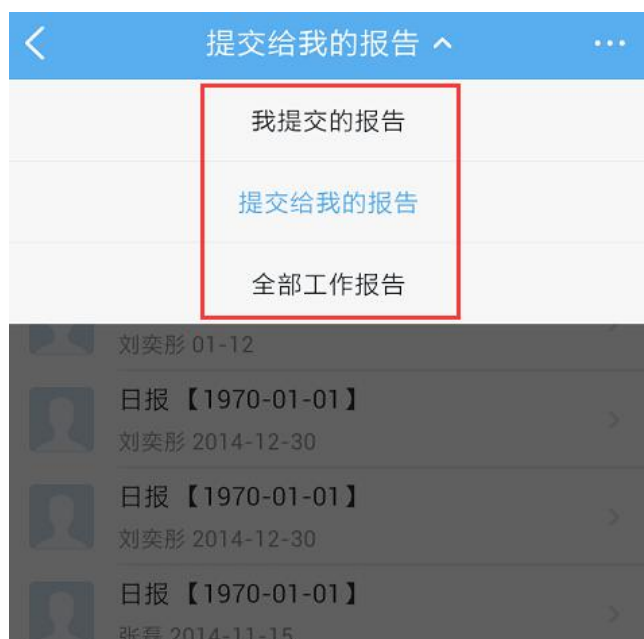 提交给我的报告
我提交的报告
提交给我的报告
全部工作报告
刘奕彤 01-12
日报 【1970-01-01】
刘奕彤 2014-12-30
日报 【1970-01-01】
刘奕彤 2014-12-30
日报 【1970-01-01】
张磊 2014-11-15